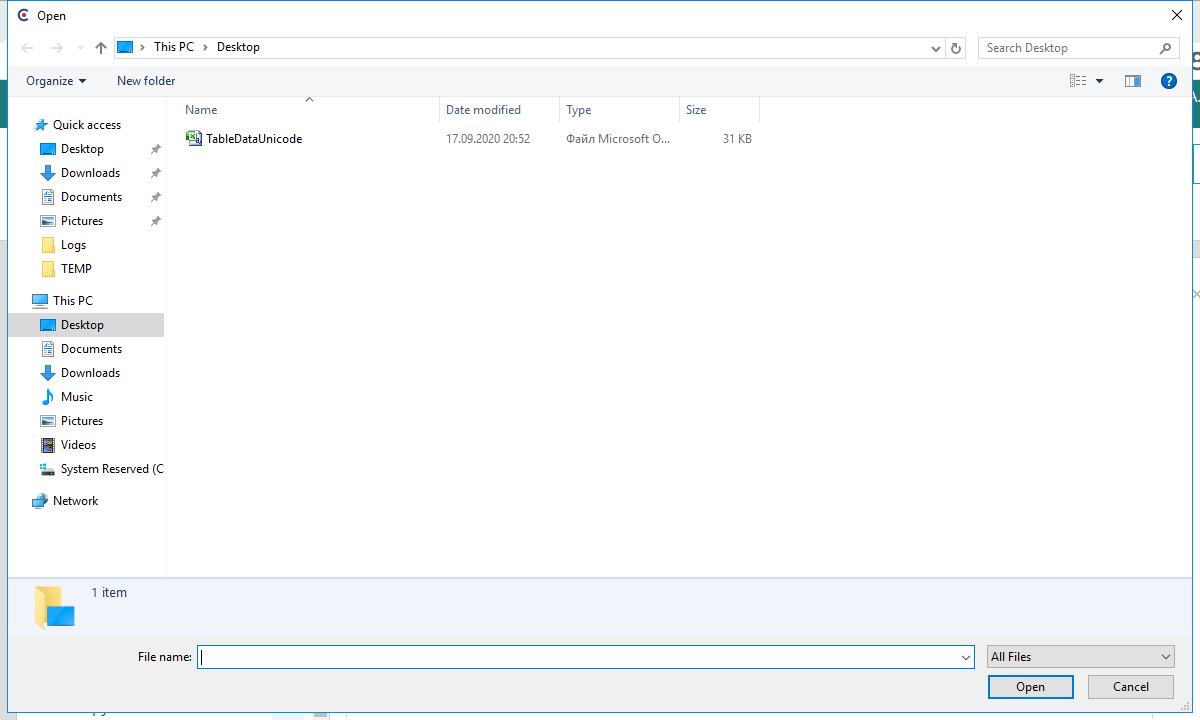 Open
This PC > Desktop
Search Desktop
Organize
New folder
?
Name
Date modified
Type
Size
TableDataUnicode
17.09.2020 20:52
Файл Microsoft O...
31 KB
Quick access
Desktop
Downloads
Documents
Pictures
Logs
TEMP
This PC
Desktop
Documents
Downloads
Music
Pictures
Videos
System Reserved (C
Network
1 item
File name:
All Files
Open
Cancel